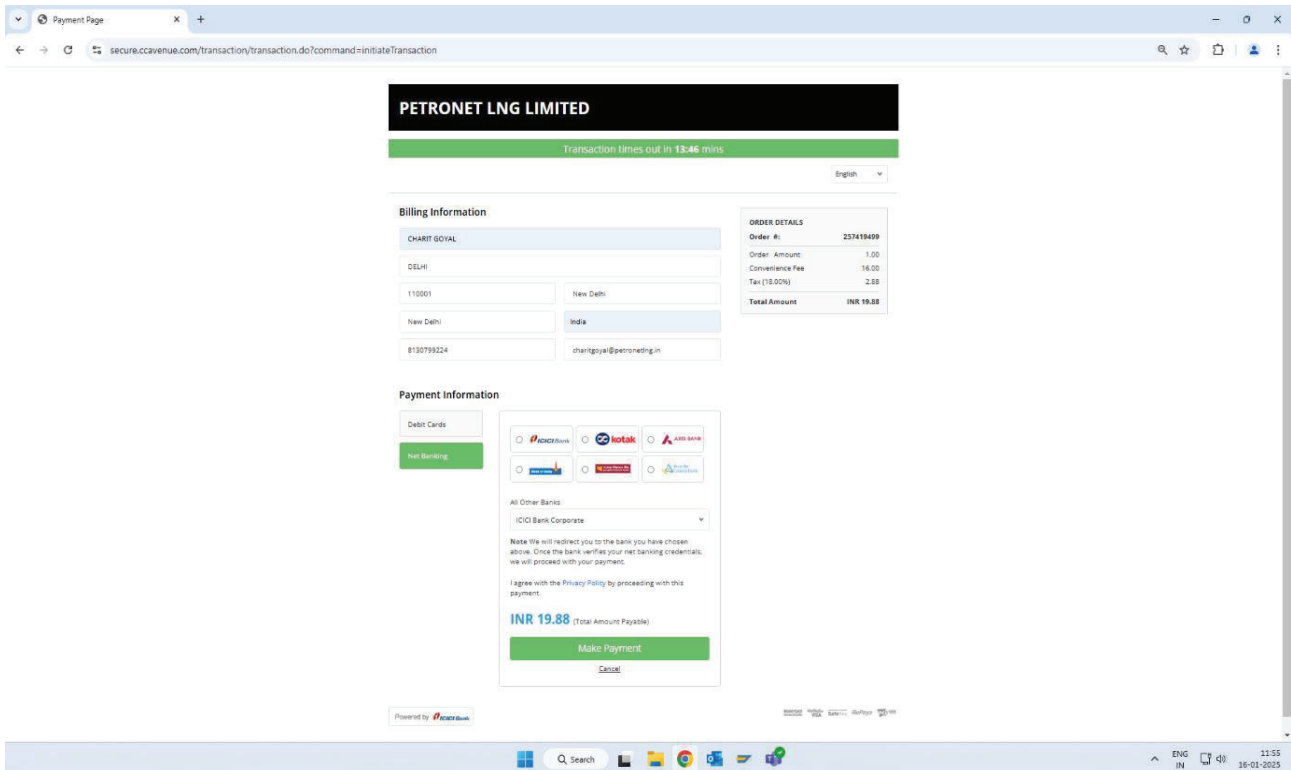 Payment Page
secure.ccavenue.com/transaction/transaction.do?command=initiateTransaction
PETRONET LNG LIMITED
Transaction times out in 13:46 mins
English
Billing Information
CHARIT GOYAL
DELHI
110001 New Delhi
New Delhi India
8130799224 charitgoyal@petronetlng.in
ORDER DETAILS
Order #: 257419499
Order Amount 1.00
Convenience Fee 16.00
Tax (18.00%) 2.88
Total Amount INR 19.88
Payment Information
Debit Cards
Net Banking
ICICI Bank kotak AXIS BANK
All Other Banks
ICICI Bank Corporate
Note We will redirect you to the bank you have chosen
above. Once the bank verifies your net banking credentials,
we will proceed with your payment.
I agree with the Privacy Policy by proceeding with this
payment.
INR 19.88 (Total Amount Payable)
Make Payment
Cancel
Powered by ICICI Bank
Search
ENG
IN
11:55
16-01-2025